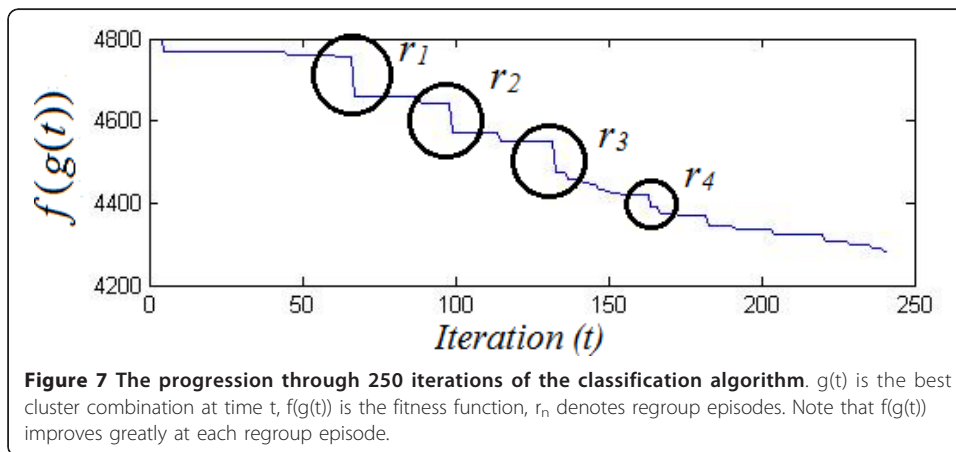 4800
4600
4400
4200
f(g(t))
r1
r2
r3
r4
0
50
100
150
200
250
Iteration (t)
Figure 7 The progression through 250 iterations of the classification algorithm. g(t) is the best
cluster combination at time t, f(g(t)) is the fitness function, rn denotes regroup episodes. Note that f(g(t))
improves greatly at each regroup episode.